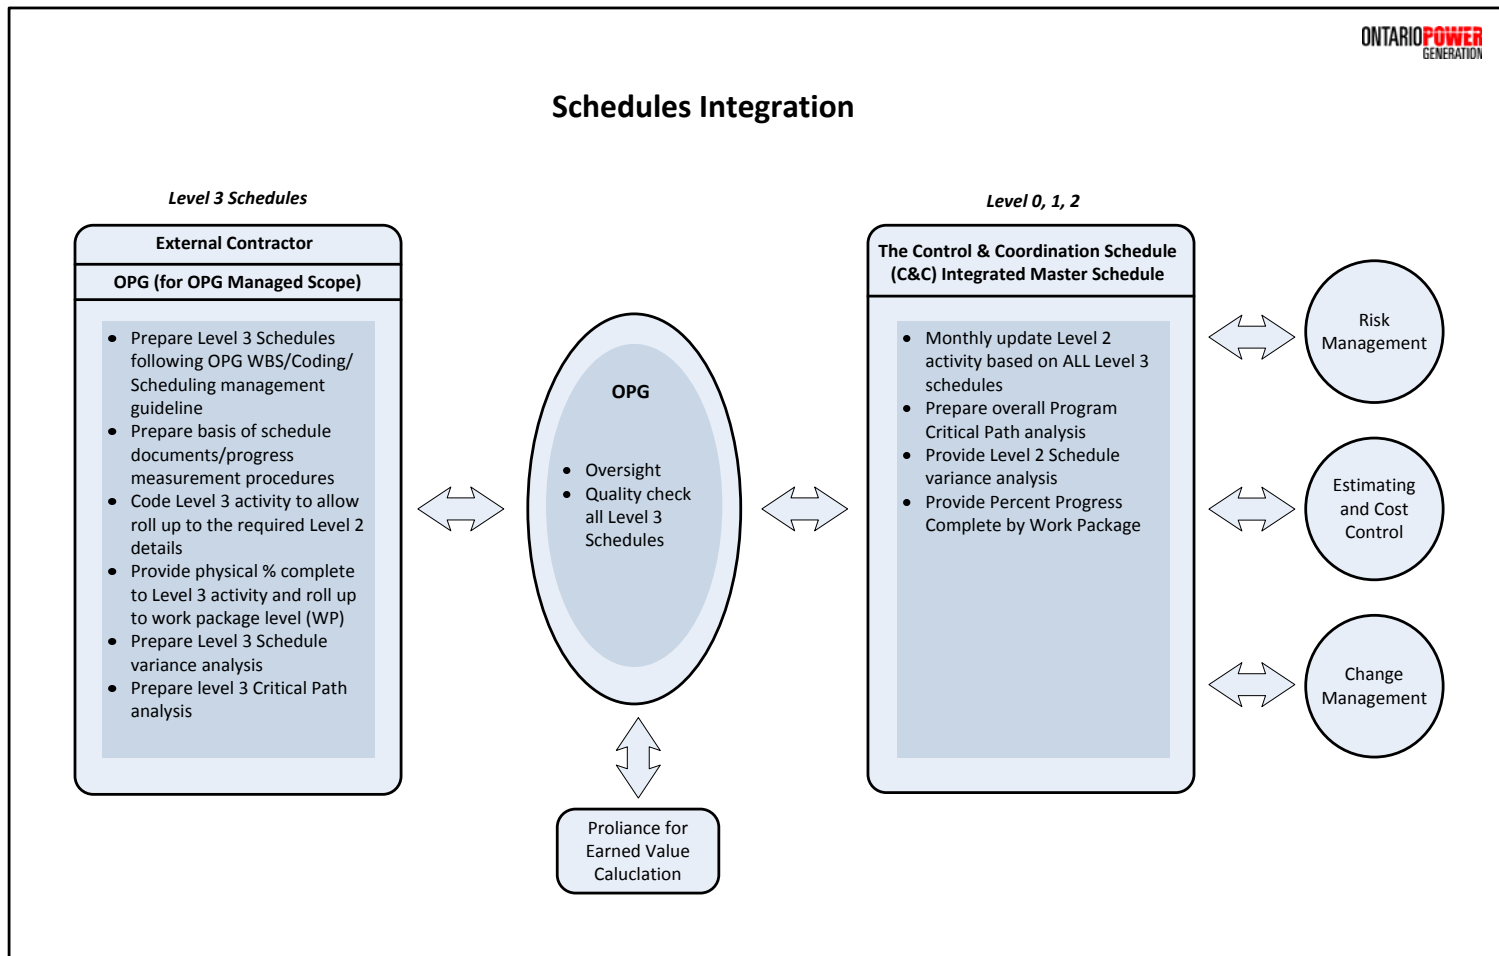 ONTARIOPOWER
GENERATION
Schedules Integration
Level 3 Schedules
External Contractor
OPG (for OPG Managed Scope)
• Prepare Level 3 Schedules
following OPG WBS/Coding/
Scheduling management
guideline
• Prepare basis of schedule
documents/progress
measurement procedures
• Code Level 3 activity to allow
roll up to the required Level 2
details
• Provide physical % complete
to Level 3 activity and roll up
to work package level (WP)
• Prepare Level 3 Schedule
variance analysis
• Prepare level 3 Critical Path
analysis
OPG
• Oversight
• Quality check
all Level 3
Schedules
Proliance for
Earned Value
Caluclation
Level 0, 1, 2
The Control & Coordination Schedule
(C&C) Integrated Master Schedule
• Monthly update Level 2
activity based on ALL Level 3
schedules
• Prepare overall Program
Critical Path analysis
• Provide Level 2 Schedule
variance analysis
• Provide Percent Progress
Complete by Work Package
Risk
Management
Estimating
and Cost
Control
Change
Management